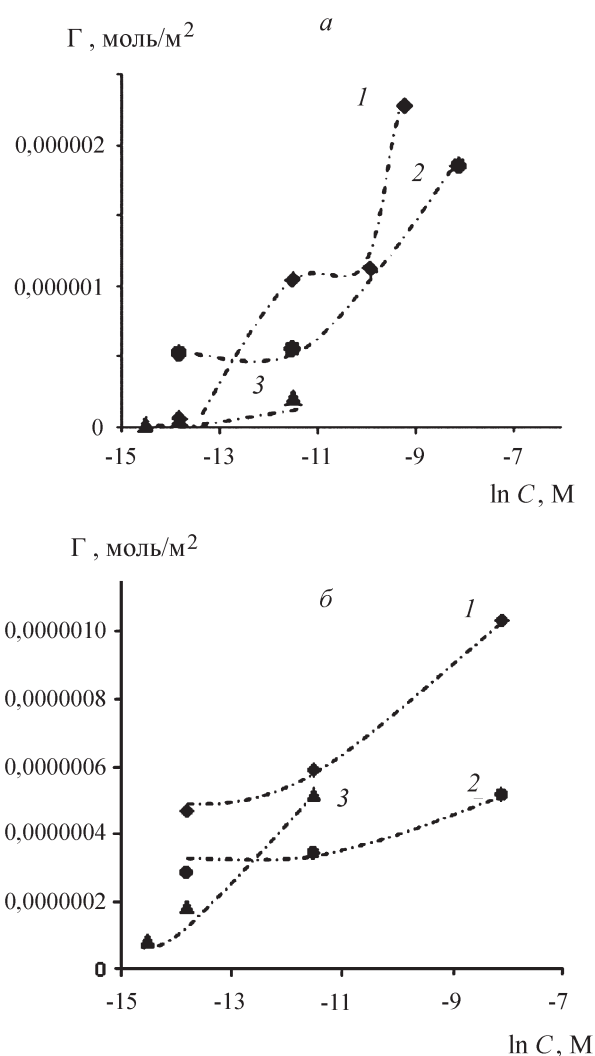 а
Γ , моль/м²
1
0,000002
2
0,000001
3
0
-15 -13 -11 -9 -7
ln C, М
Γ , моль/м²
б
1
0,0000010
0,0000008
0,0000006
3
2
0,0000004
0,0000002
0
-15 -13 -11 -9 -7
ln C, М